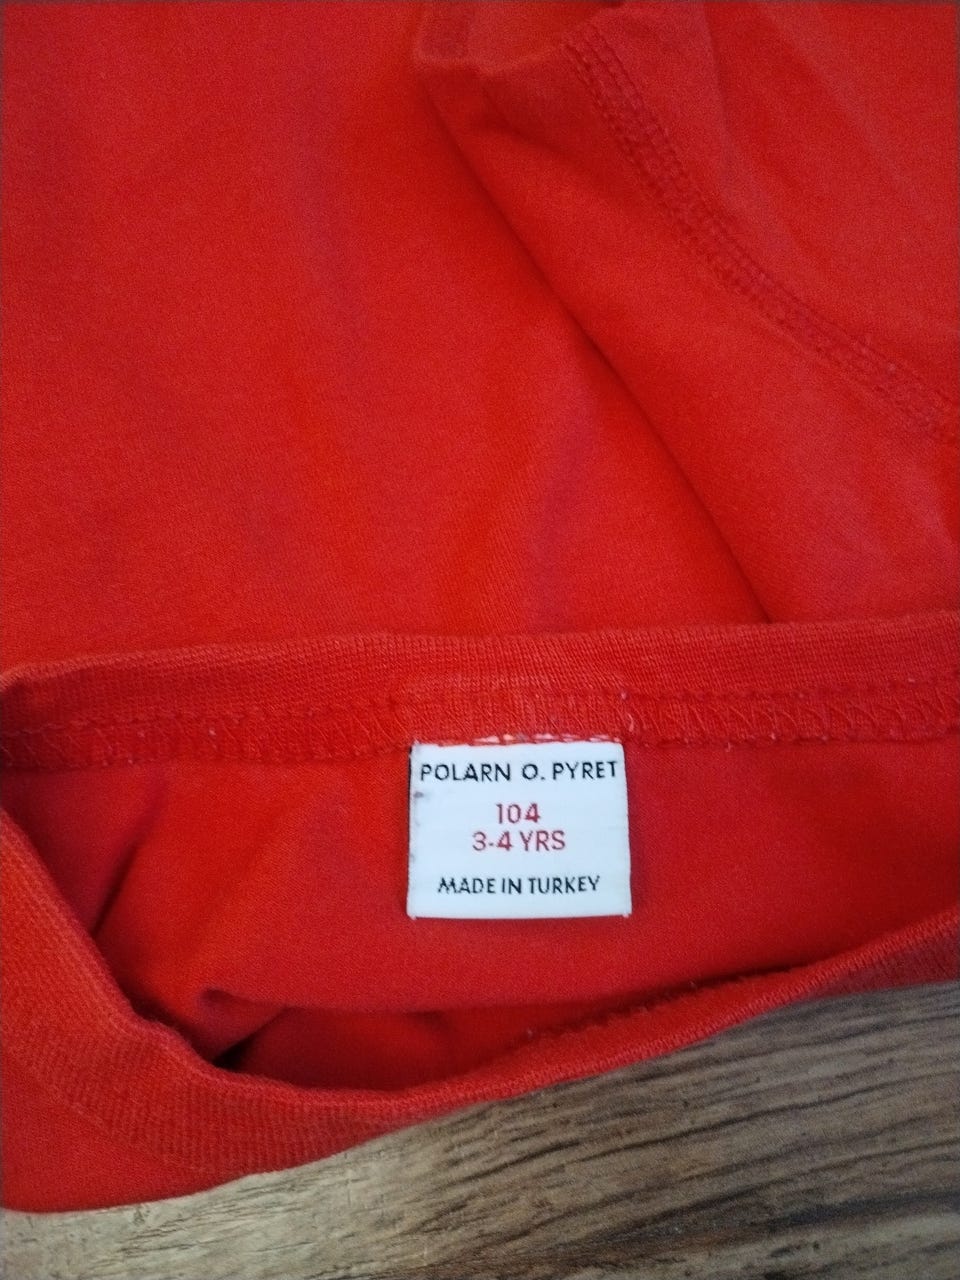 POLARN O. PYRET
104
3-4 YRS
MADE IN TURKEY